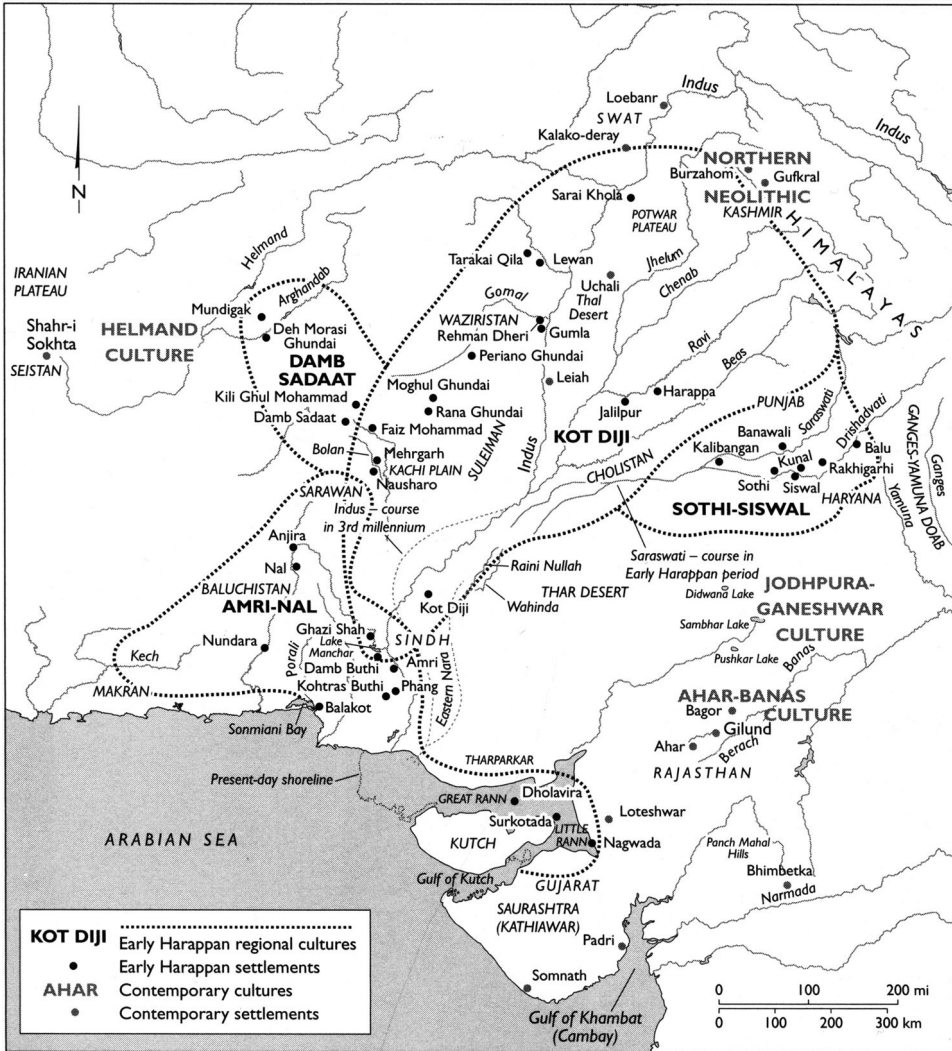 Indus
Loebanr
SWAT
Indus
Kalako-deray
NORTHERN
Burzahom
Gufkral
NEOLITHIC
KASHMIR
N
Sarai Khola
POTWAR
PLATEAU
HIMALAYAS
Helmand
Tarakai Qila
Lewan
Jhelum
IRANIAN
PLATEAU
Arghandab
Uchali
Chenab
Gomal
Thal
Desert
Mundigak
Shahr-i
Sokhta
HELMAND
CULTURE
Deh Morasi
Ghundai
WAZIRISTAN
Rehman Dheri
Gumla
Ravi
SEISTAN
DAMB
SADAAT
Periano Ghundai
Beas
Leiah
Kili Ghul Mohammad
Moghul Ghundai
Harappa
Damb Sadaat
Rana Ghundai
Jalilpur
PUNJAB
Saraswati
Drishadvati
Faiz Mohammad
KOT DIJI
Banawali
Balu
GANGES-YAMUNA DOAB
Ganges
Bolan
Mehrgarh
SULEIMAN
Indus
Kalibangan
Kunal
Rakhigarhi
KACHI PLAIN
CHOLISTAN
Sothi
Siswal
HARYANA
Yamuna
Nausharo
SARAWAN
SOTHI-SISWAL
Indus – course
in 3rd millennium
Anjira
Saraswati – course in
Early Harappan period
Raini Nullah
Nal
THAR DESERT
JODHPURA-
GANESHWAR
CULTURE
BALUCHISTAN
Didwana Lake
AMRI-NAL
Kot Diji
Wahinda
Sambhar Lake
Ghazi Shah
SINDH
Nundara
Lake
Manchar
Pushkar Lake
Banas
Kech
Porali
Damb Buthi
Amri
Eastern Nara
AHAR-BANAS
CULTURE
MAKRAN
Kohtras Buthi
Phang
Bagor
Balakot
Gilund
Sonmiani Bay
Ahar
Berach
THARPARKAR
RAJASTHAN
Present-day shoreline
GREAT RANN
Dholavira
Loteshwar
ARABIAN SEA
Surkotada
LITTLE
RANN
KUTCH
Nagwada
Panch Mahal
Hills
Gulf of Kutch
Bhimbetka
GUJARAT
Narmada
SAURASHTRA
(KATHIAWAR)
Padri
Somnath
Gulf of Khambat
(Cambay)
KOT DIJI Early Harappan regional cultures
Early Harappan settlements
AHAR Contemporary cultures
Contemporary settlements
0 100 200 mi
0 100 200 300 km